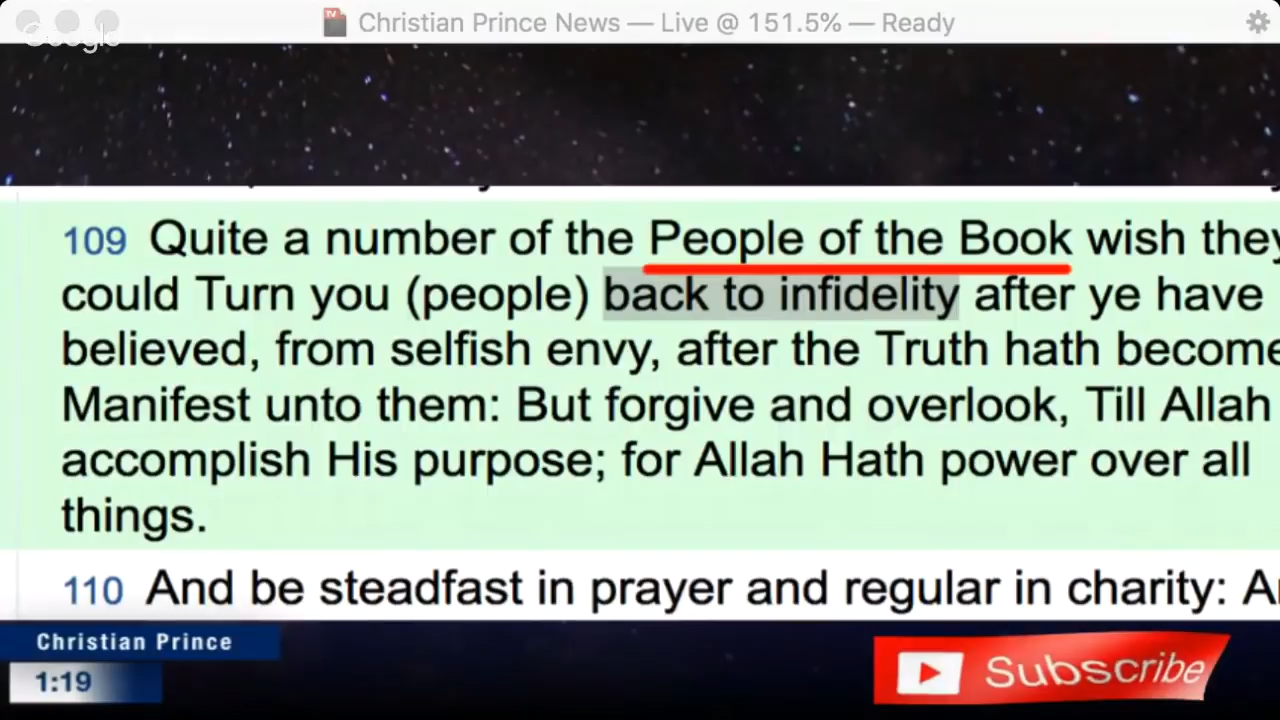 Christian Prince News — Live @ 151.5% — Ready
Google
109 Quite a number of the People of the Book wish they
could Turn you (people) back to infidelity after ye have
believed, from selfish envy, after the Truth hath become
Manifest unto them: But forgive and overlook, Till Allah
accomplish His purpose; for Allah Hath power over all
things.
110 And be steadfast in prayer and regular in charity:
Christian Prince
1:19
Subscribe